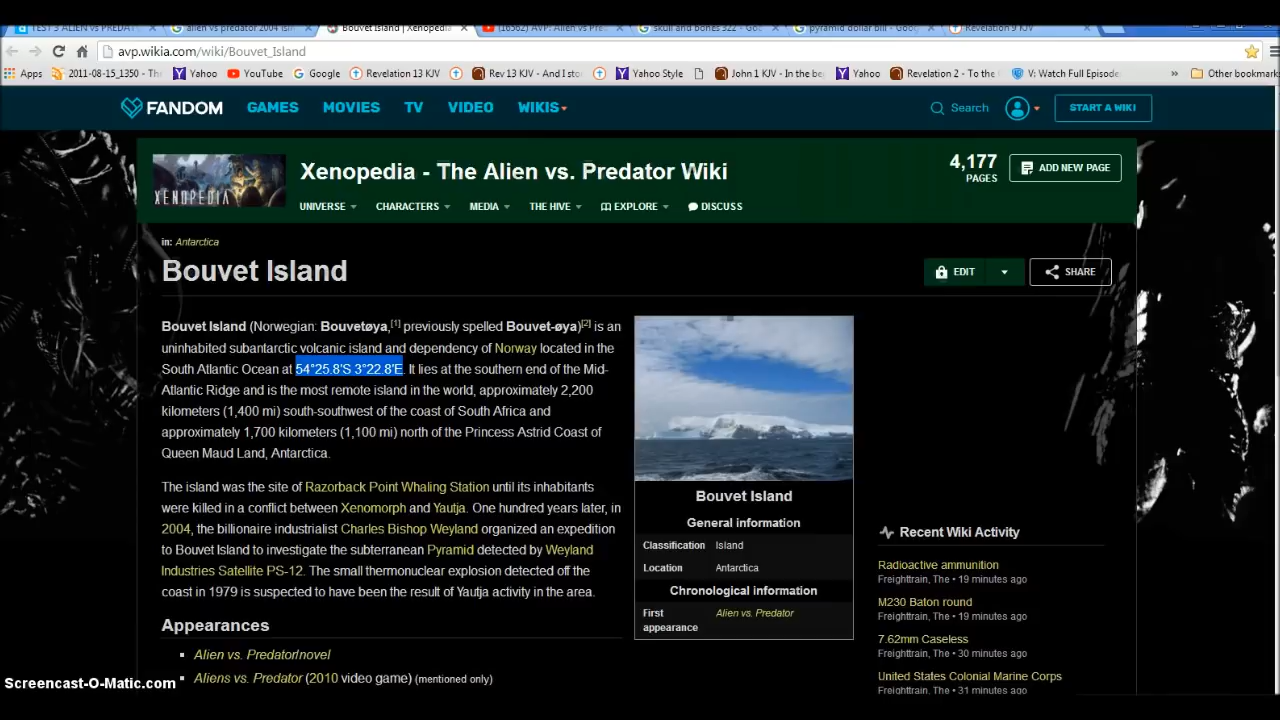 TEST 3 ALIEN vs PREDATOR
alien vs predator 2004
Bouvet Island | Xenopedia
(16562) AVP: Alien vs Pr
skull and bones 322 - Goo
pyramid dollar bill - Goog
Revelation 9 KJV
avp.wikia.com/wiki/Bouvet_Island
Apps 2011-08-15_1350 - Th Yahoo YouTube Google Revelation 13 KJV Rev 13 KJV - And I sto Yahoo Style John 1 KJV - In the be Yahoo Revelation 2 - To the V: Watch Full Episode » Other bookmarks
FANDOM GAMES MOVIES TV VIDEO WIKIS Search START A WIKI
XENOPEDIA
Xenopedia - The Alien vs. Predator Wiki
4,177
PAGES
ADD NEW PAGE
UNIVERSE CHARACTERS MEDIA THE HIVE EXPLORE DISCUSS
in: Antarctica
Bouvet Island
EDIT SHARE
Bouvet Island (Norwegian: Bouvetøya,[1] previously spelled Bouvet-øya)[2] is an
uninhabited subantarctic volcanic island and dependency of Norway located in the
South Atlantic Ocean at 54°25.8'S 3°22.8'E. It lies at the southern end of the Mid-
Atlantic Ridge and is the most remote island in the world, approximately 2,200
kilometers (1,400 mi) south-southwest of the coast of South Africa and
approximately 1,700 kilometers (1,100 mi) north of the Princess Astrid Coast of
Queen Maud Land, Antarctica.
The island was the site of Razorback Point Whaling Station until its inhabitants
were killed in a conflict between Xenomorph and Yautja. One hundred years later, in
2004, the billionaire industrialist Charles Bishop Weyland organized an expedition
to Bouvet Island to investigate the subterranean Pyramid detected by Weyland
Industries Satellite PS-12. The small thermonuclear explosion detected off the
coast in 1979 is suspected to have been the result of Yautja activity in the area.
Appearances
Alien vs. Predator/novel
Aliens vs. Predator (2010 video game) (mentioned only)
Bouvet Island
General information
Classification Island
Location Antarctica
Chronological information
First appearance Alien vs. Predator
Recent Wiki Activity
Radioactive ammunition
Freighttrain, The • 19 minutes ago
M230 Baton round
Freighttrain, The • 19 minutes ago
7.62mm Caseless
Freighttrain, The • 30 minutes ago
United States Colonial Marine Corps
Freighttrain, The • 31 minutes ago
Screencast-O-Matic.com